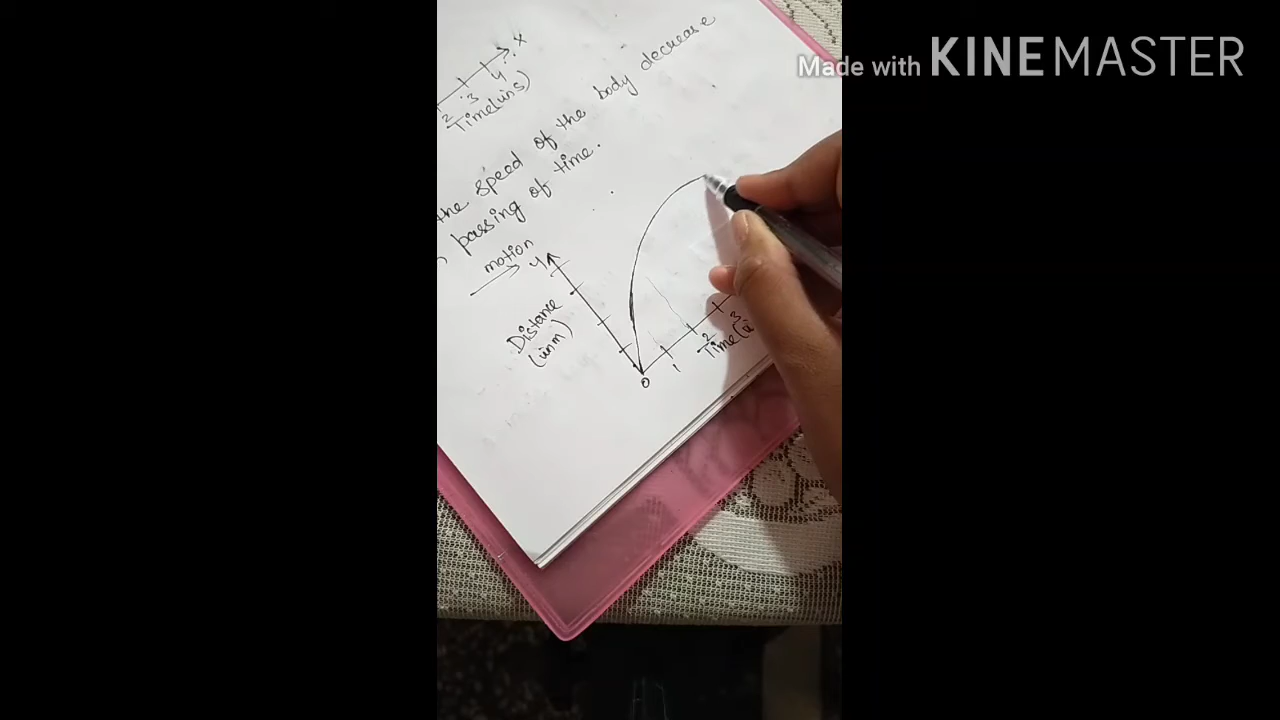 Made with KINEMASTER
x
2 3 4
Time(in s)
the speed of the body decrease
passing of time.
motion
y
Distance
(in m)
0 1 2 3
Time(